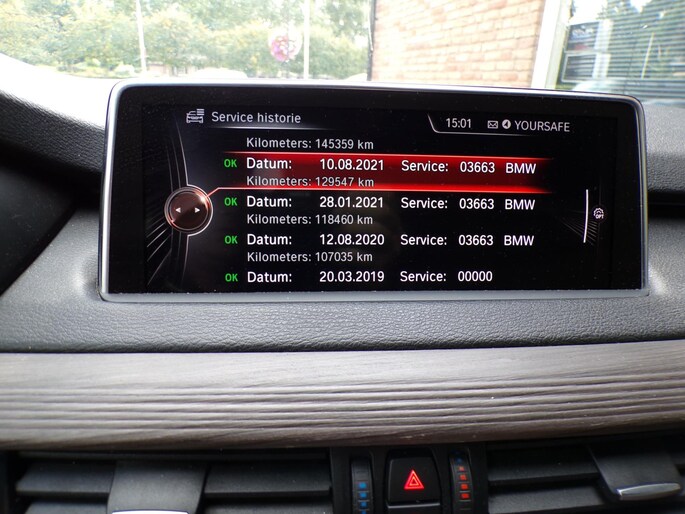 Service historie
15:01 YOURSAFE
Kilometers: 145359 km
OK Datum: 10.08.2021 Service: 03663 BMW
Kilometers: 129547 km
OK Datum: 28.01.2021 Service: 03663 BMW
Kilometers: 118460 km
OK Datum: 12.08.2020 Service: 03663 BMW
Kilometers: 107035 km
OK Datum: 20.03.2019 Service: 00000